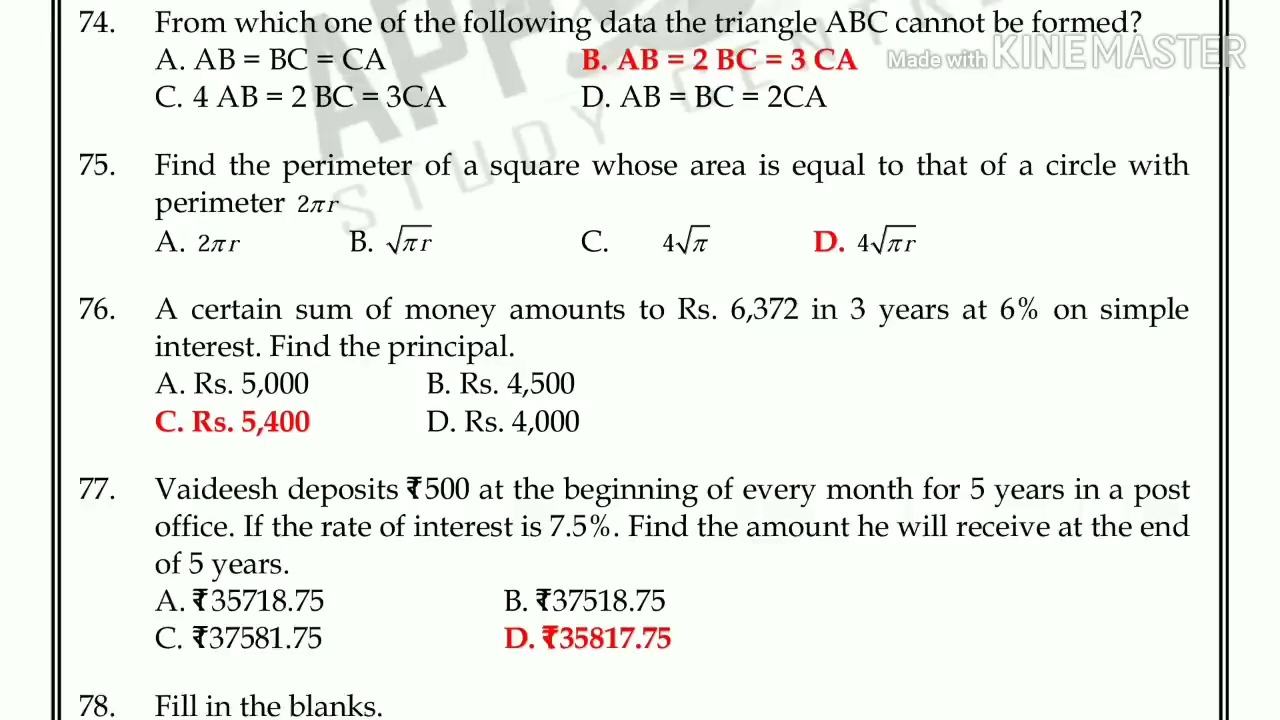 74. From which one of the following data the triangle ABC cannot be formed?
A. AB = BC = CA B. AB = 2 BC = 3 CA
Made with KINEMASTER
C. 4 AB = 2 BC = 3CA D. AB = BC = 2CA
STUDY CENTRE
75. Find the perimeter of a square whose area is equal to that of a circle with
perimeter 2πr
A. 2πr B. √πr C. 4√π D. 4√πr
76. A certain sum of money amounts to Rs. 6,372 in 3 years at 6% on simple
interest. Find the principal.
A. Rs. 5,000 B. Rs. 4,500
C. Rs. 5,400 D. Rs. 4,000
77. Vaideesh deposits ₹500 at the beginning of every month for 5 years in a post
office. If the rate of interest is 7.5%. Find the amount he will receive at the end
of 5 years.
A. ₹35718.75 B. ₹37518.75
C. ₹37581.75 D. ₹35817.75
78. Fill in the blanks.